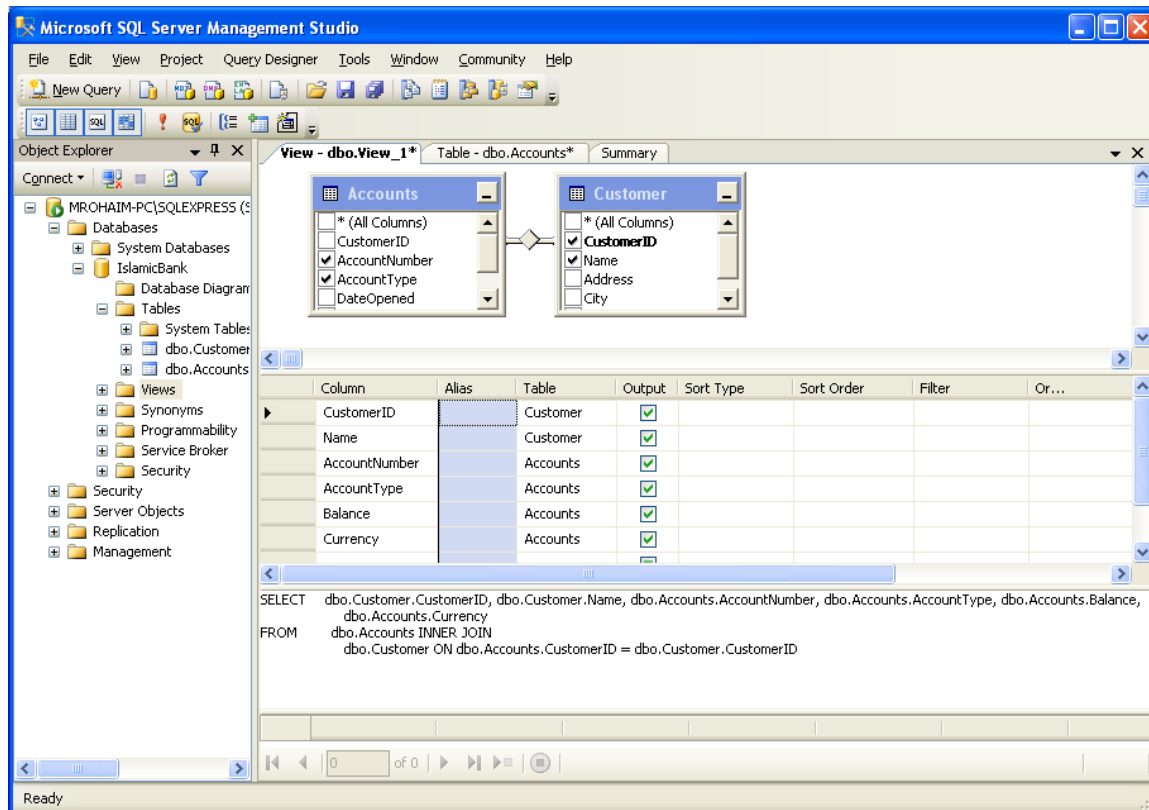 Microsoft SQL Server Management Studio
File Edit View Project Query Designer Tools Window Community Help
New Query
SQL
Object Explorer
View - dbo.View_1* Table - dbo.Accounts* Summary
Connect
MROHAIM-PC\SQLEXPRESS (S
Databases
System Databases
IslamicBank
Database Diagram
Tables
System Tables
dbo.Customer
dbo.Accounts
Views
Synonyms
Programmability
Service Broker
Security
Security
Server Objects
Replication
Management
Accounts
* (All Columns)
CustomerID
AccountNumber
AccountType
DateOpened
Customer
* (All Columns)
CustomerID
Name
Address
City
Column Alias Table Output Sort Type Sort Order Filter Or...
CustomerID Customer
Name Customer
AccountNumber Accounts
AccountType Accounts
Balance Accounts
Currency Accounts
SELECT dbo.Customer.CustomerID, dbo.Customer.Name, dbo.Accounts.AccountNumber, dbo.Accounts.AccountType, dbo.Accounts.Balance,
dbo.Accounts.Currency
FROM dbo.Accounts INNER JOIN
dbo.Customer ON dbo.Accounts.CustomerID = dbo.Customer.CustomerID
0 of 0
Ready